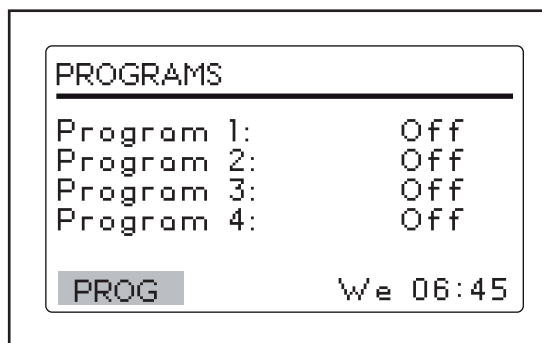 PROGRAMS
Program 1: Off
Program 2: Off
Program 3: Off
Program 4: Off
PROG We 06:45